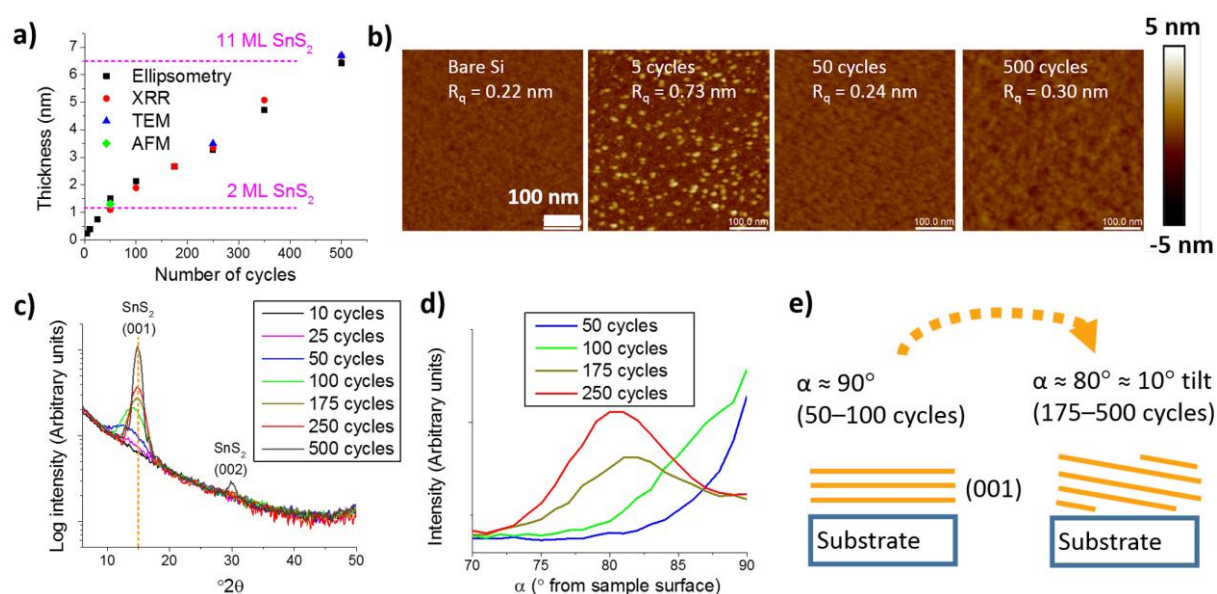 a)
11 ML SnS₂
Ellipsometry
XRR
TEM
AFM
2 ML SnS₂
Thickness (nm)
7
6
5
4
3
2
1
0
0 100 200 300 400 500
Number of cycles
b)
Bare Si
R_q = 0.22 nm
100 nm
5 cycles
R_q = 0.73 nm
100.0 nm
50 cycles
R_q = 0.24 nm
100.0 nm
500 cycles
R_q = 0.30 nm
100.0 nm
5 nm
-5 nm
c)
SnS₂
(001)
SnS₂
(002)
10 cycles
25 cycles
50 cycles
100 cycles
175 cycles
250 cycles
500 cycles
Log intensity (Arbitrary units)
10 20 30 40 50
°2θ
d)
50 cycles
100 cycles
175 cycles
250 cycles
Intensity (Arbitrary units)
70 75 80 85 90
α (° from sample surface)
e)
α ≈ 90°
(50–100 cycles)
α ≈ 80° ≈ 10° tilt
(175–500 cycles)
(001)
Substrate
Substrate